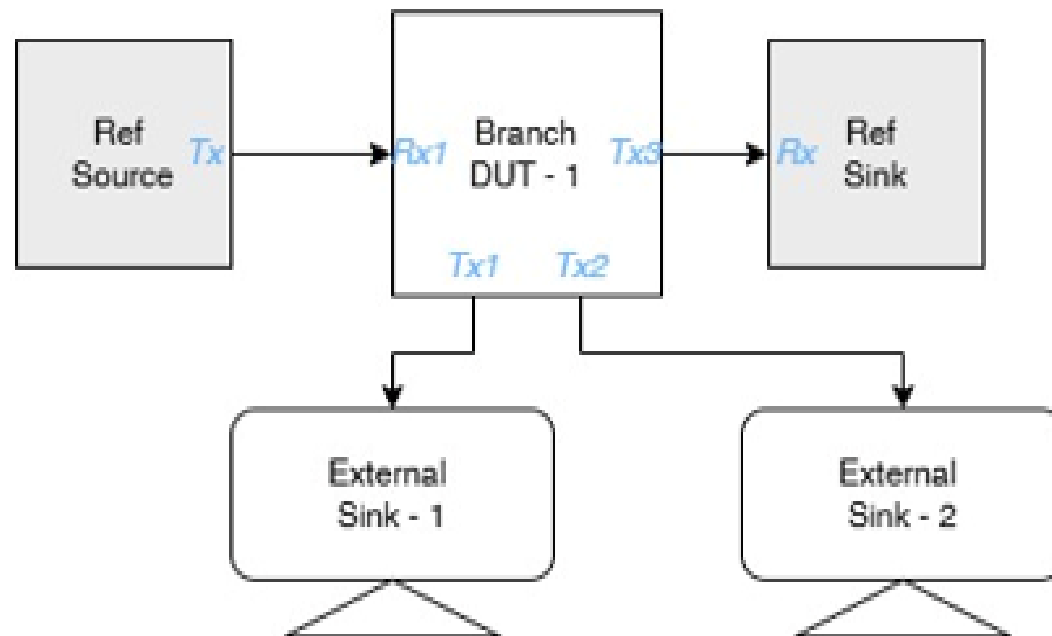 Ref
Source
Tx
Rx1
Branch
DUT - 1
Tx3
Rx
Ref
Sink
Tx1
Tx2
External
Sink - 1
External
Sink - 2